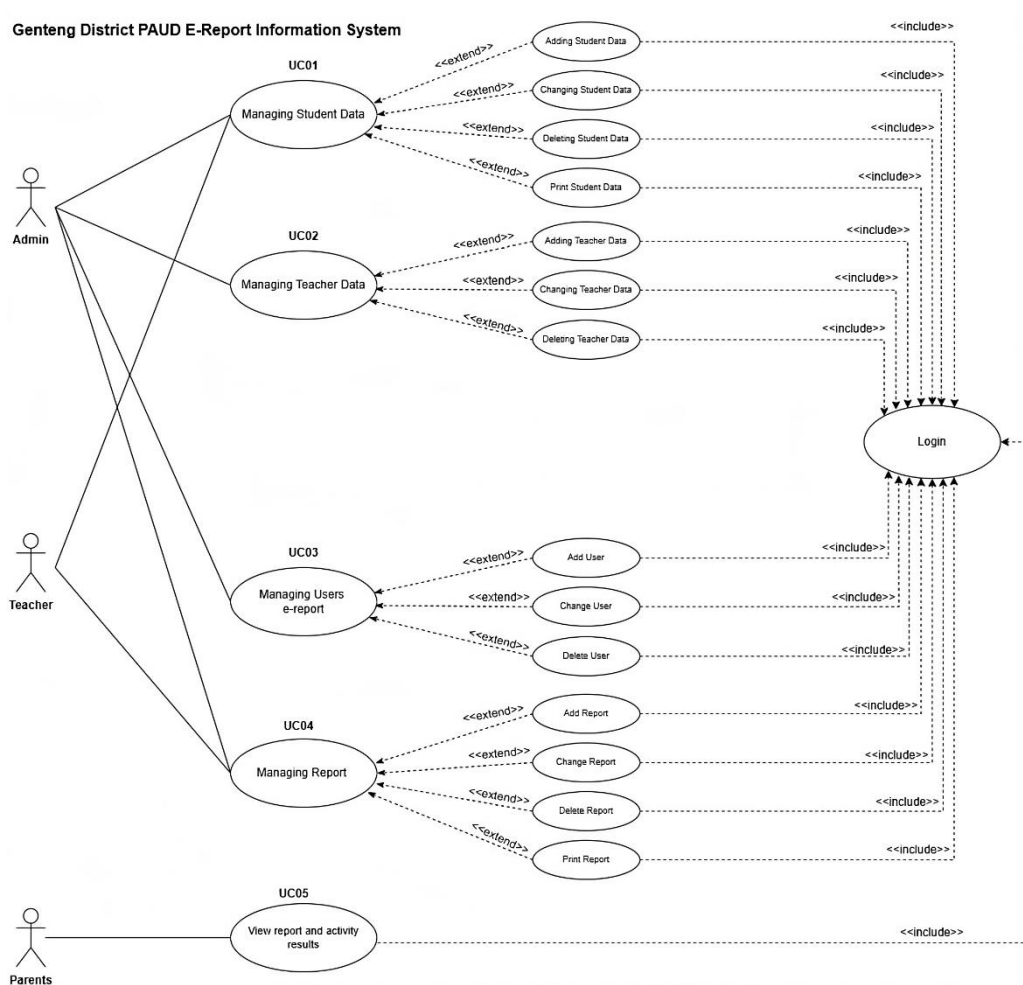 Genteng District PAUD E-Report Information System
UC01
Managing Student Data
<<extend>>
Adding Student Data
<<include>>
<<extend>>
Changing Student Data
<<include>>
<<extend>>
Deleting Student Data
<<include>>
<<extend>>
Print Student Data
<<include>>
Admin
UC02
Managing Teacher Data
<<extend>>
Adding Teacher Data
<<include>>
<<extend>>
Changing Teacher Data
<<include>>
<<extend>>
Deleting Teacher Data
<<include>>
Login
Teacher
UC03
Managing Users
e-report
<<extend>>
Add User
<<include>>
<<extend>>
Change User
<<include>>
<<extend>>
Delete User
<<include>>
UC04
Managing Report
<<extend>>
Add Report
<<include>>
<<extend>>
Change Report
<<include>>
<<extend>>
Delete Report
<<include>>
<<extend>>
Print Report
<<include>>
UC05
View report and activity
results
<<include>>
Parents